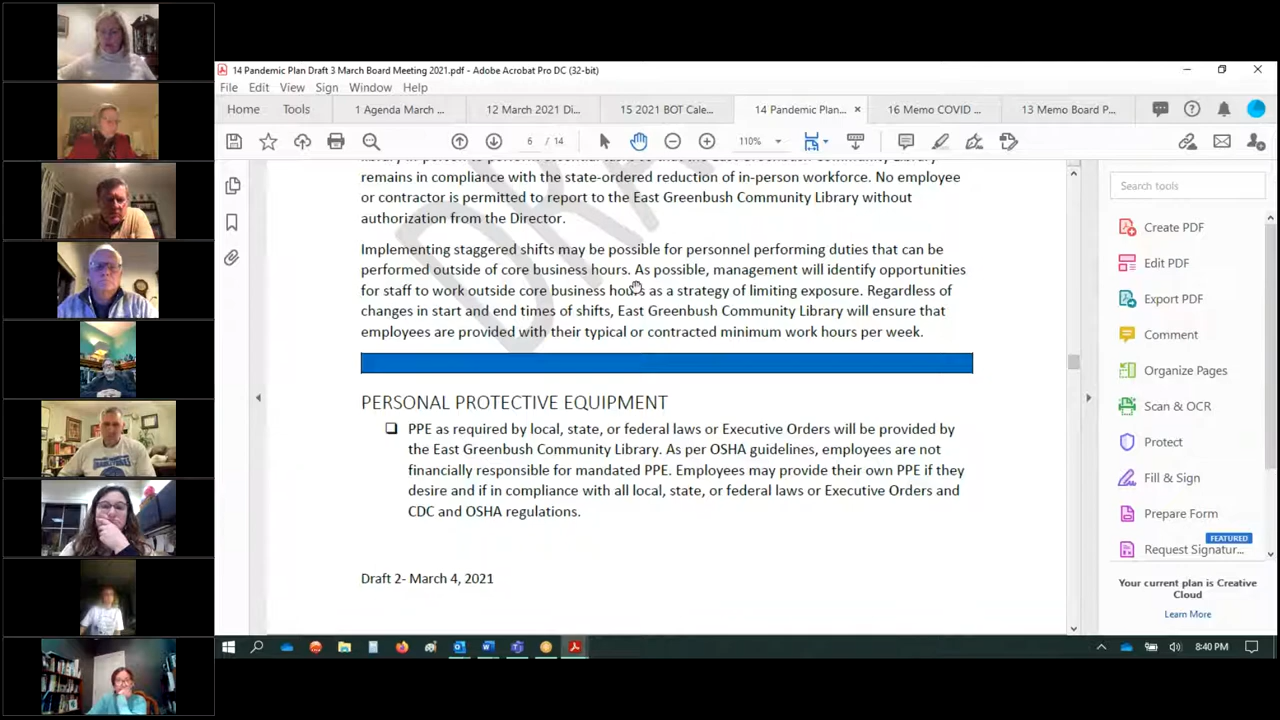 14 Pandemic Plan Draft 3 March Board Meeting 2021.pdf - Adobe Acrobat Pro DC (32-bit)
File Edit View Sign Window Help
Home Tools 1 Agenda March ... 12 March 2021 Di... 15 2021 BOT Cale... 14 Pandemic Plan... × 16 Memo COVID ... 13 Memo Board P...
6 / 14 110%
remains in compliance with the state-ordered reduction of in-person workforce. No employee
or contractor is permitted to report to the East Greenbush Community Library without
authorization from the Director.
Implementing staggered shifts may be possible for personnel performing duties that can be
performed outside of core business hours. As possible, management will identify opportunities
for staff to work outside core business hours as a strategy of limiting exposure. Regardless of
changes in start and end times of shifts, East Greenbush Community Library will ensure that
employees are provided with their typical or contracted minimum work hours per week.
PERSONAL PROTECTIVE EQUIPMENT
PPE as required by local, state, or federal laws or Executive Orders will be provided by
the East Greenbush Community Library. As per OSHA guidelines, employees are not
financially responsible for mandated PPE. Employees may provide their own PPE if they
desire and if in compliance with all local, state, or federal laws or Executive Orders and
CDC and OSHA regulations.
Draft 2- March 4, 2021
Search tools
Create PDF
Edit PDF
Export PDF
Comment
Organize Pages
Scan & OCR
Protect
Fill & Sign
Prepare Form
FEATURED
Request Signatur...
Your current plan is Creative
Cloud
Learn More
8:40 PM